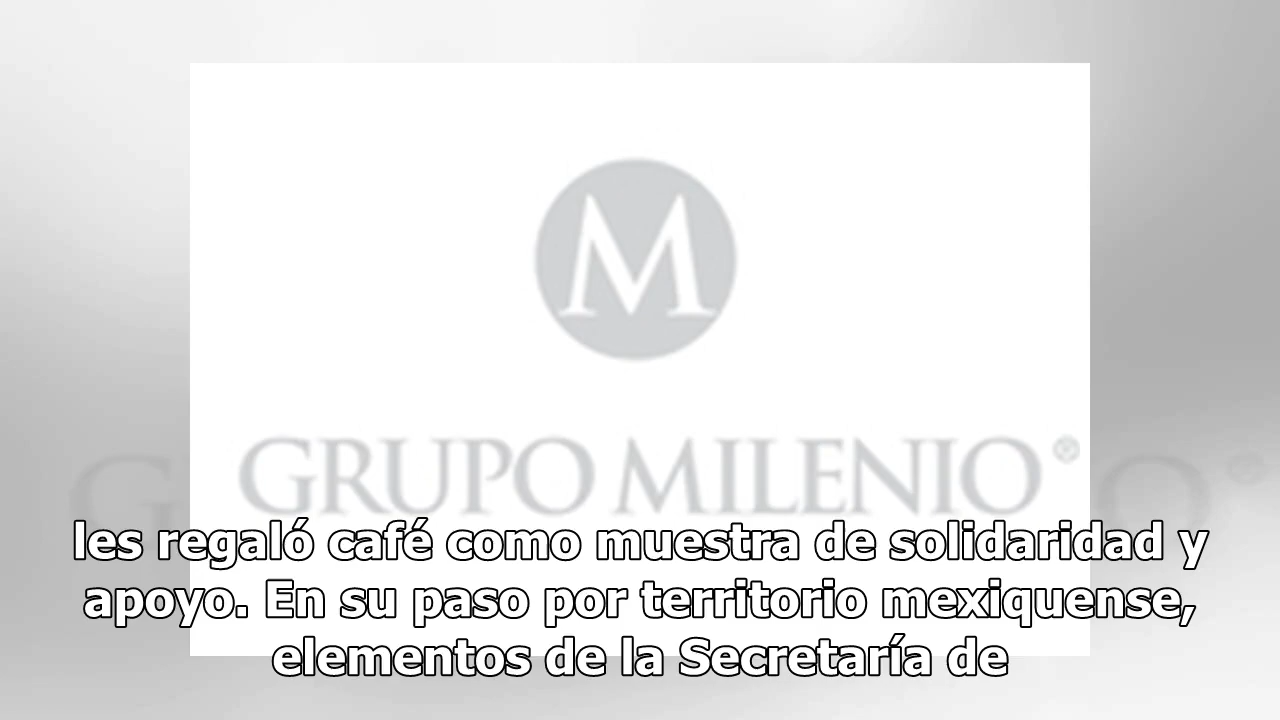 M
GRUPO MILENIO®
les regaló café como muestra de solidaridad y
apoyo. En su paso por territorio mexiquense,
elementos de la Secretaría de